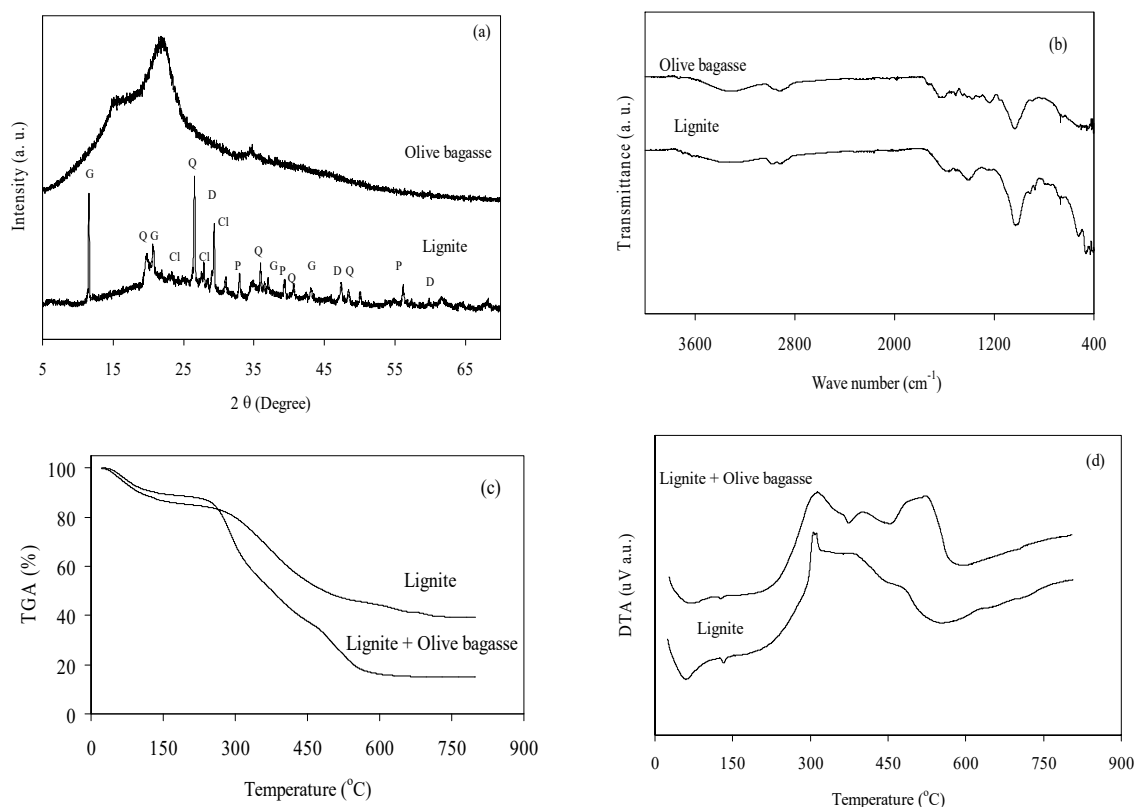 (a)
Intensity (a. u.)
Olive bagasse
Lignite
G
Q
G
Cl
Q
Cl
D
Cl
P
Q
G
P
Q
G
D
Q
P
D
5 15 25 35 45 55 65
2 θ (Degree)
(b)
Transmittance (a. u.)
Olive bagasse
Lignite
3600 2800 2000 1200 400
Wave number (cm⁻¹)
(c)
TGA (%)
100
80
60
40
20
0
Lignite
Lignite + Olive bagasse
0 150 300 450 600 750 900
Temperature (°C)
(d)
DTA (uV a.u.)
Lignite + Olive bagasse
Lignite
0 150 300 450 600 750 900
Temperature (°C)